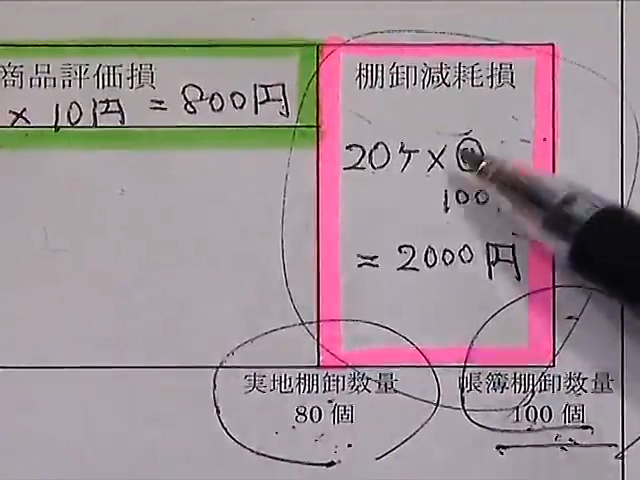 商品評価損
× 10円 = 800円
棚卸減耗損
20ケ×
100
= 2000円
実地棚卸数量
80個
帳簿棚卸数量
100個